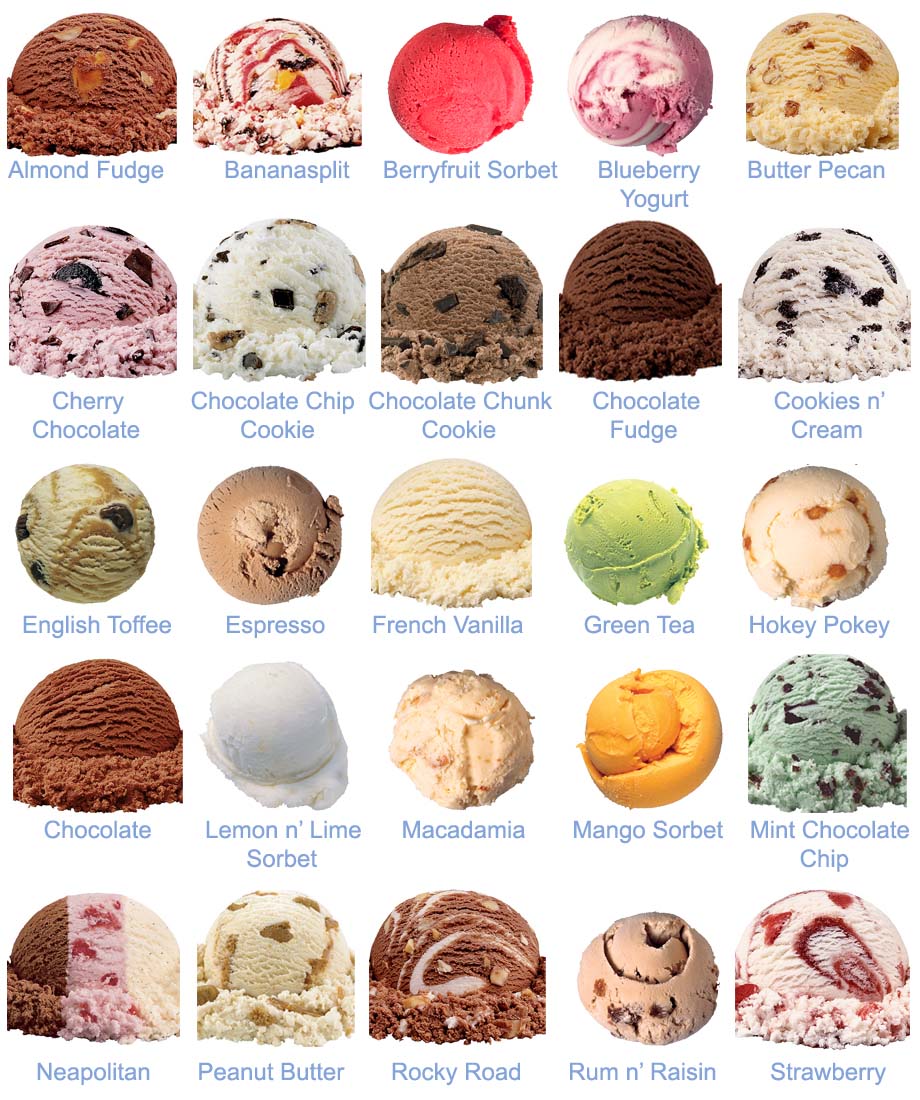 Almond Fudge
Bananasplit
Berryfruit Sorbet
Blueberry
Yogurt
Butter Pecan
Cherry
Chocolate
Chocolate Chip
Cookie
Chocolate Chunk
Cookie
Chocolate
Fudge
Cookies n’
Cream
English Toffee
Espresso
French Vanilla
Green Tea
Hokey Pokey
Chocolate
Lemon n’ Lime
Sorbet
Macadamia
Mango Sorbet
Mint Chocolate
Chip
Neapolitan
Peanut Butter
Rocky Road
Rum n’ Raisin
Strawberry